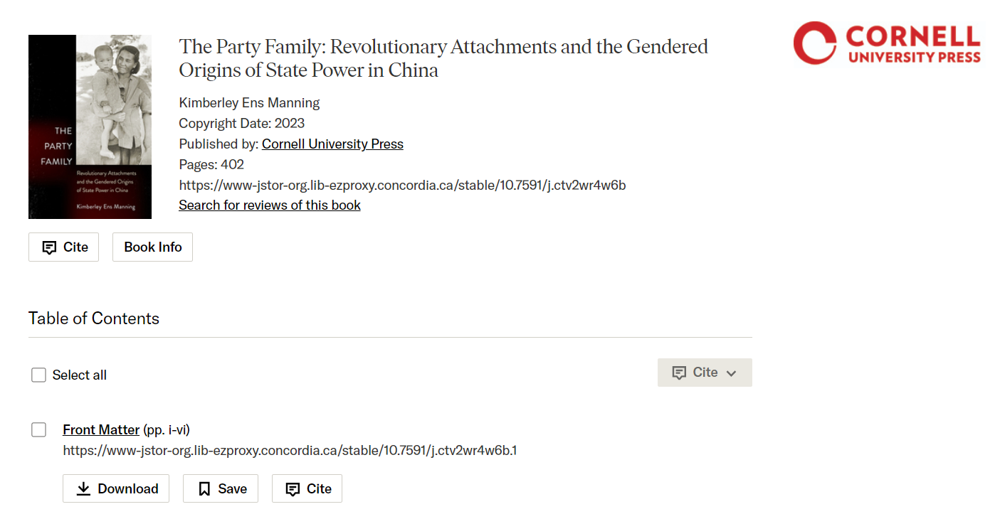 The Party Family: Revolutionary Attachments and the Gendered
Origins of State Power in China
CORNELL
UNIVERSITY PRESS
Kimberley Ens Manning
Copyright Date: 2023
Published by: Cornell University Press
Pages: 402
https://www-jstor-org.lib-ezproxy.concordia.ca/stable/10.7591/j.ctv2wr4w6b
Search for reviews of this book
THE
PARTY
FAMILY
Revolutionary Attachments
and the Gendered Origins
of State Power in China
Kimberley Ens Manning
Cite
Book Info
Table of Contents
Select all
Cite
Front Matter (pp. i-vi)
https://www-jstor-org.lib-ezproxy.concordia.ca/stable/10.7591/j.ctv2wr4w6b.1
Download
Save
Cite